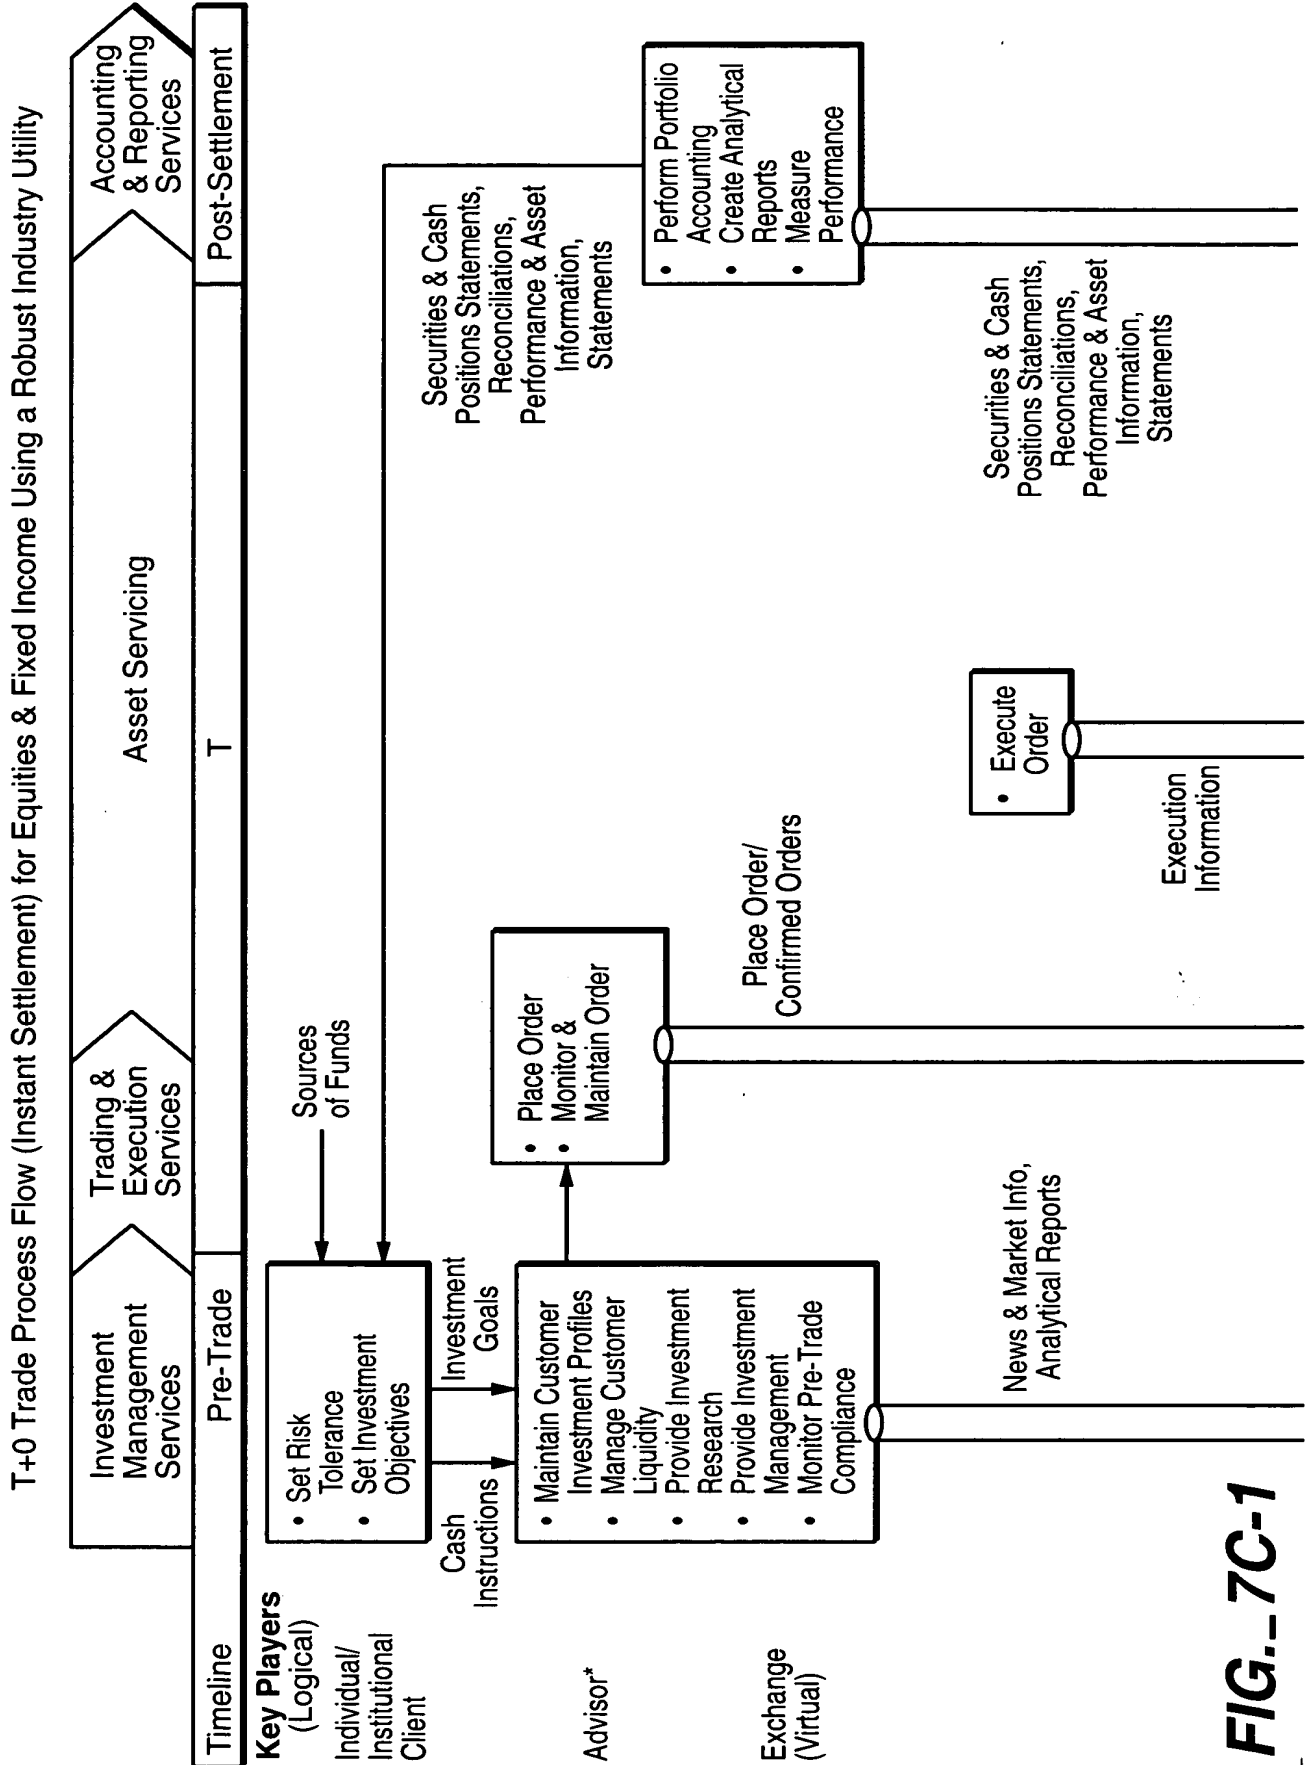 T+0 Trade Process Flow (Instant Settlement) for Equities & Fixed Income Using a Robust Industry Utility
Investment
Management
Services
Trading &
Execution
Services
Asset Servicing
Accounting
& Reporting
Services
Timeline
Pre-Trade
T
Post-Settlement
Key Players
(Logical)
Individual/
Institutional
Client
• Set Risk
Tolerance
• Set Investment
Objectives
Sources
of Funds
Securities & Cash
Positions Statements,
Reconciliations,
Performance & Asset
Information,
Statements
Cash
Instructions
Investment
Goals
Advisor*
• Maintain Customer
Investment Profiles
• Manage Customer
Liquidity
• Provide Investment
Research
• Provide Investment
Management
• Monitor Pre-Trade
Compliance
• Place Order
• Monitor &
Maintain Order
• Perform Portfolio
Accounting
• Create Analytical
Reports
• Measure
Performance
Exchange
(Virtual)
Place Order/
Confirmed Orders
• Execute
Order
News & Market Info,
Analytical Reports
Execution
Information
Securities & Cash
Positions Statements,
Reconciliations,
Performance & Asset
Information,
Statements
FIG._7C-1